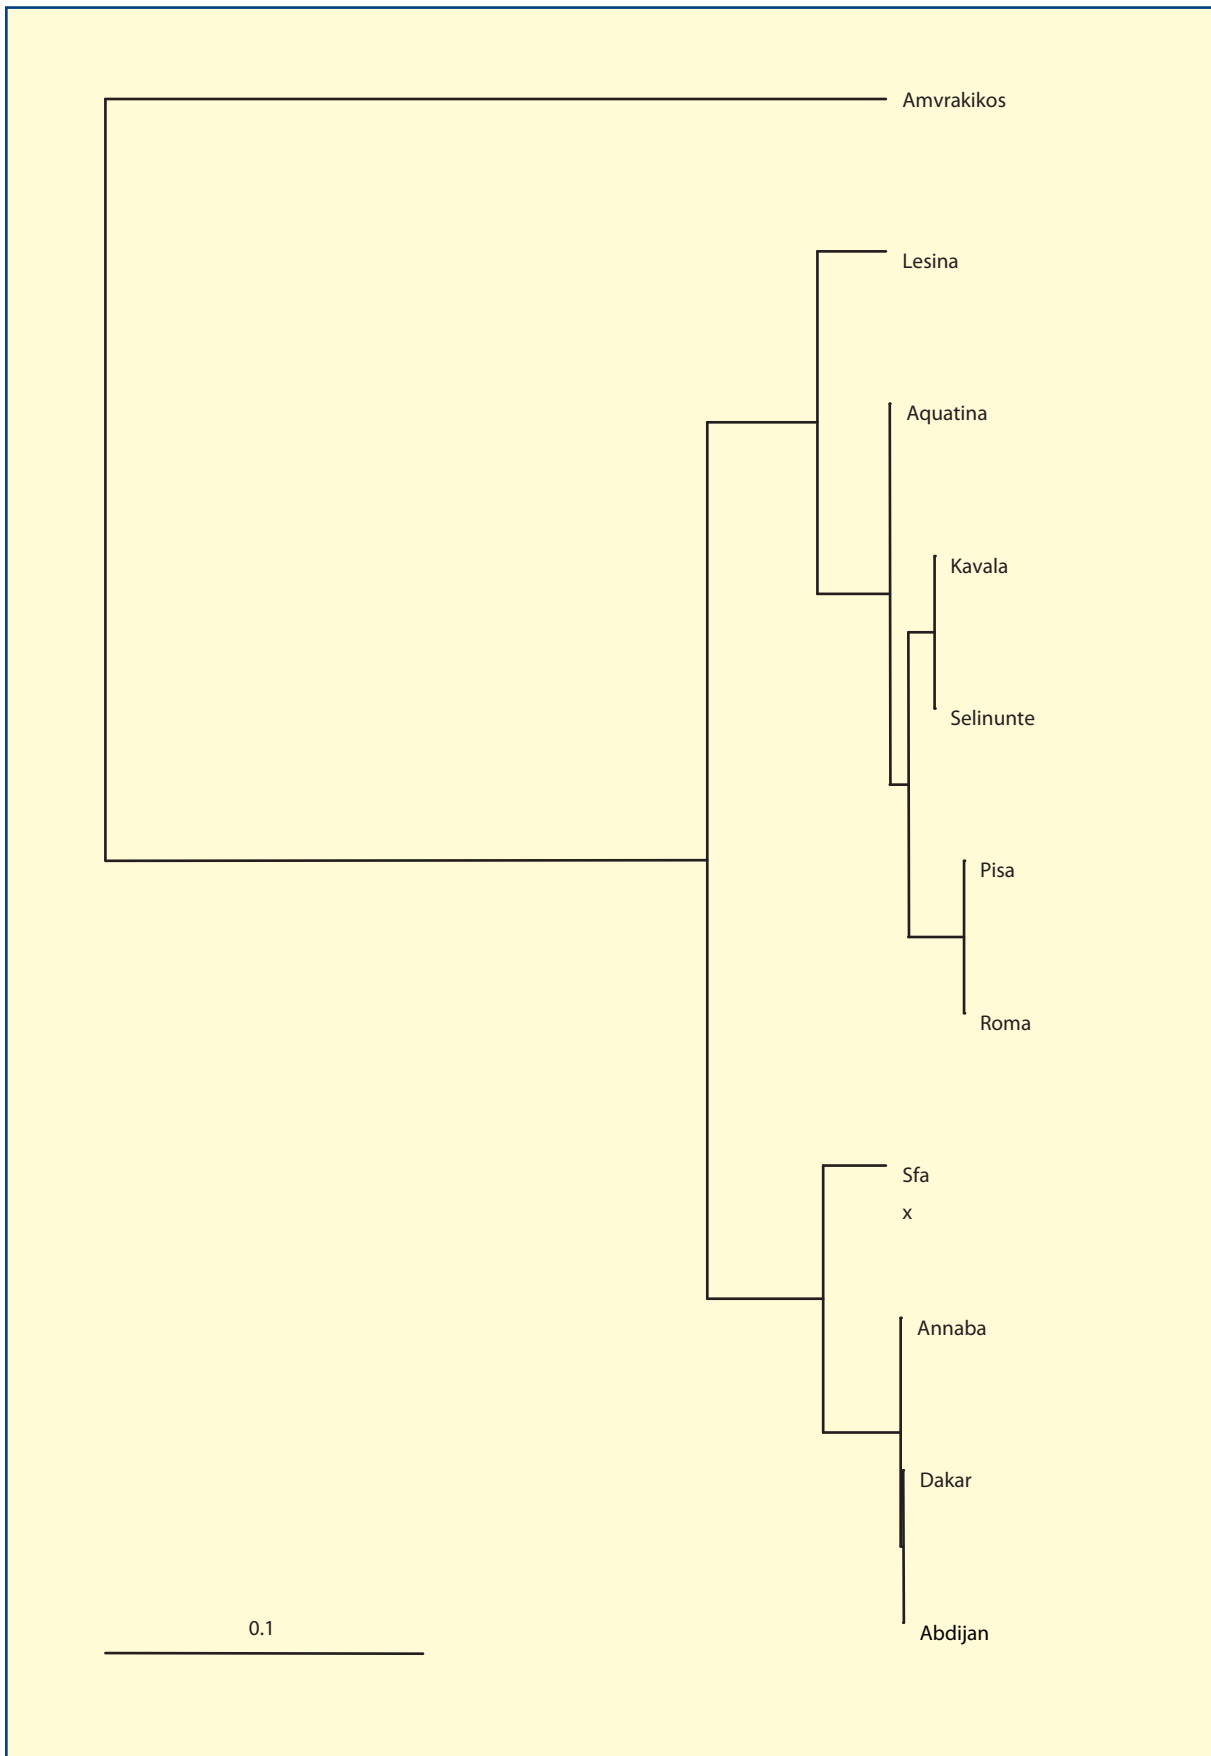 Amvrakikos
Lesina
Aquatina
Kavala
Selinunte
Pisa
Roma
Sfa
x
Annaba
Dakar
0.1
Abdijan